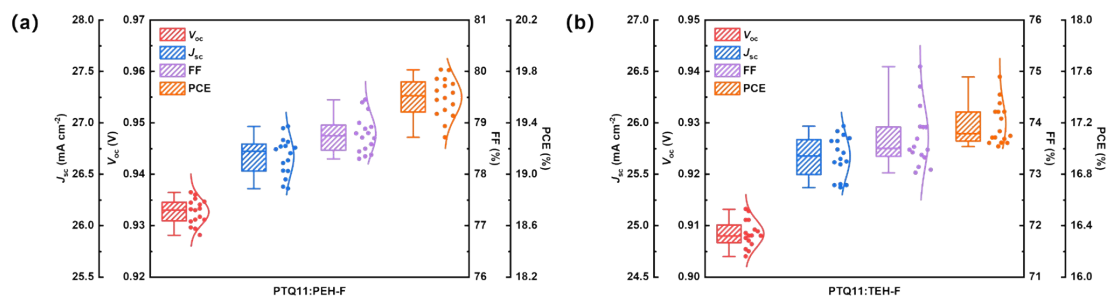 (a)
28.0
27.5
27.0
26.5
26.0
25.5
Jsc (mA cm-2)
0.97
0.96
0.95
0.94
0.93
0.92
Voc (V)
Voc
Jsc
FF
PCE
81
80
79
78
77
76
FF (%)
20.2
19.8
19.4
19.0
18.6
18.2
PCE (%)
PTQ11:PEH-F
(b)
27.0
26.5
26.0
25.5
25.0
24.5
Jsc (mA cm-2)
0.95
0.94
0.93
0.92
0.91
0.90
Voc (V)
Voc
Jsc
FF
PCE
76
75
74
73
72
71
FF (%)
18.0
17.6
17.2
16.8
16.4
16.0
PCE (%)
PTQ11:TEH-F